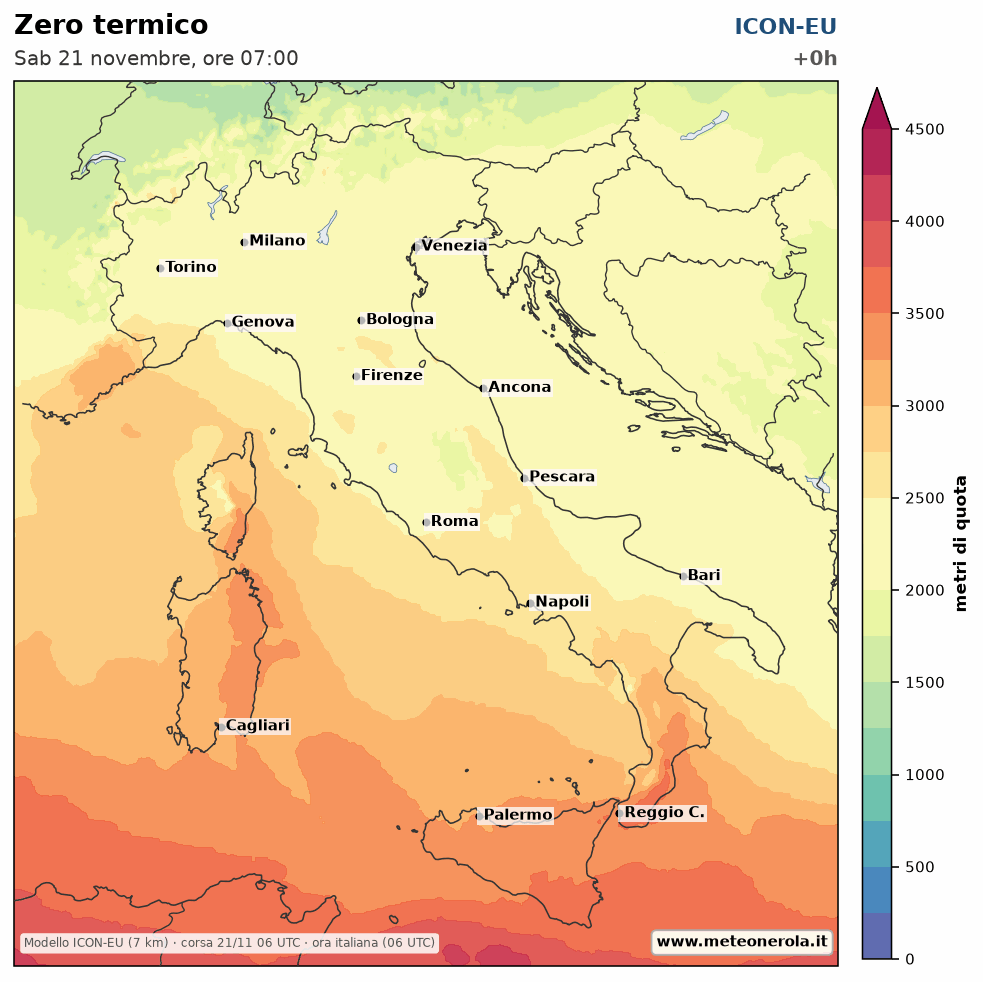 Zero termico
ICON-EU
Sab 21 novembre, ore 07:00
+0h
4500
4000
3500
3000
2500
2000
1500
1000
500
0
metri di quota
Milano
Venezia
Torino
Genova
Bologna
Firenze
Ancona
Pescara
Roma
Bari
Napoli
Cagliari
Palermo
Reggio C.
Modello ICON-EU (7 km) · corsa 21/11 06 UTC · ora italiana (06 UTC)
www.meteonerola.it